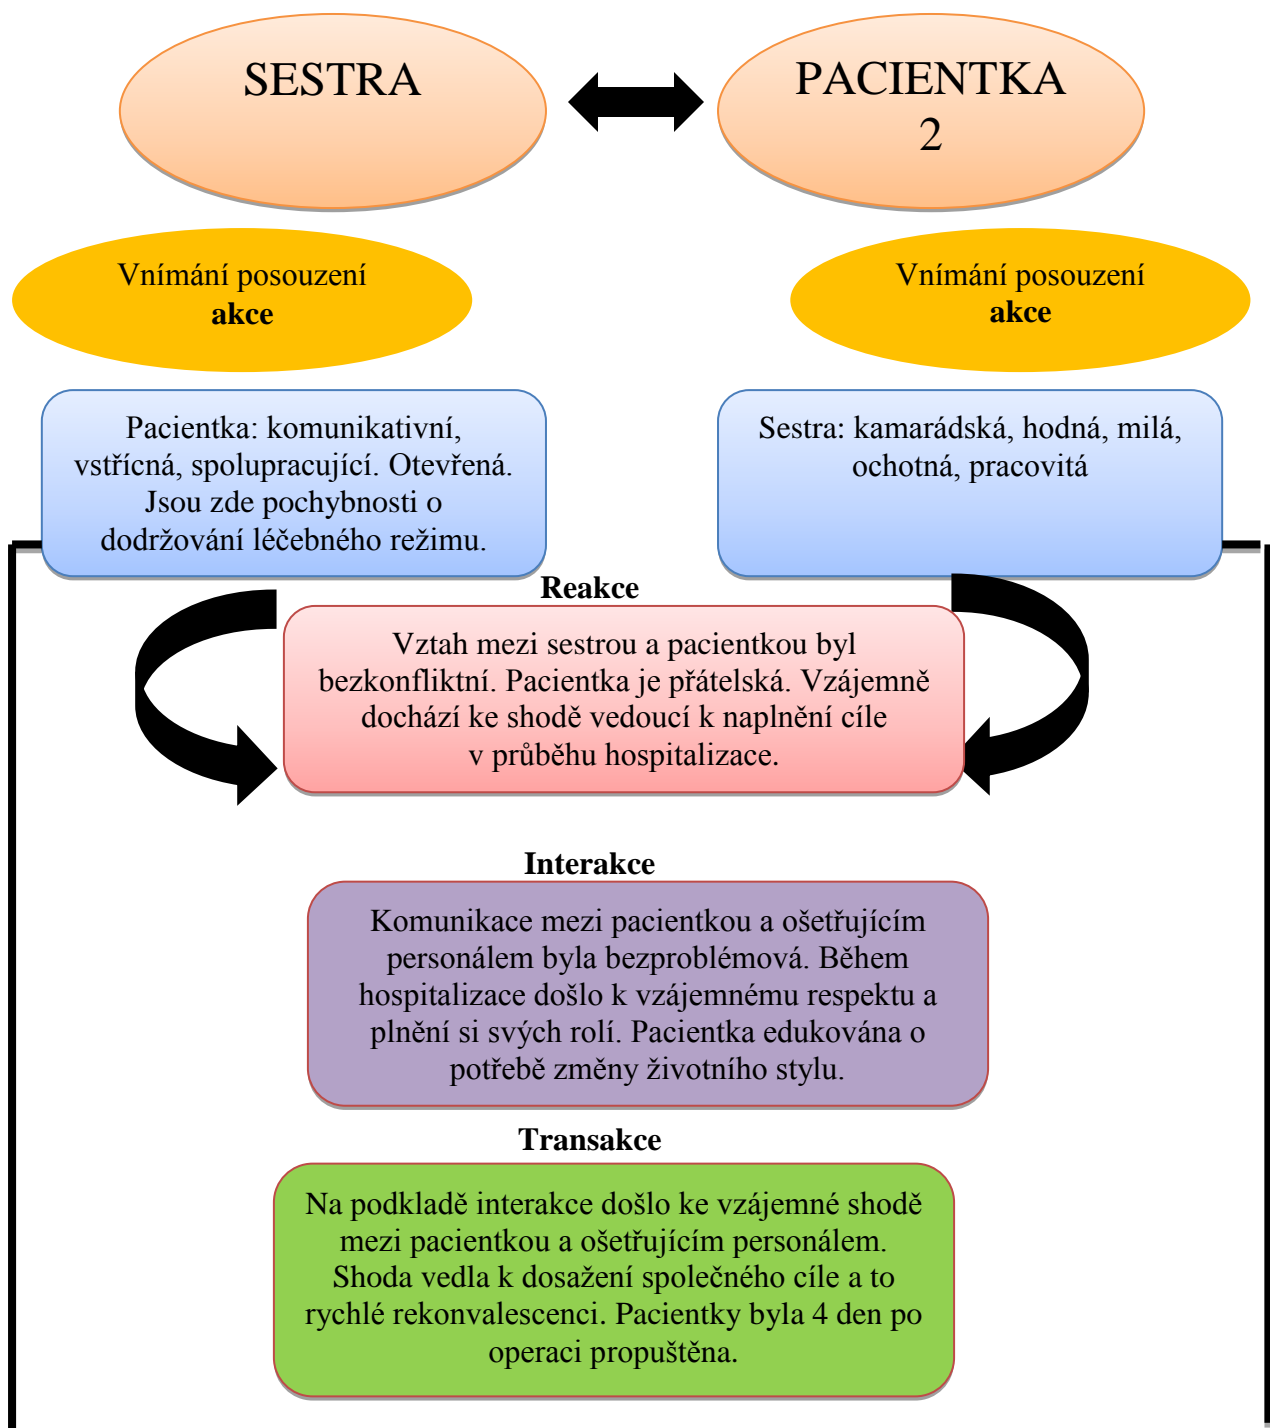 SESTRA
PACIENTKA
2
Vnímání posouzení
akce
Vnímání posouzení
akce
Pacientka: komunikativní,
vstřícná, spolupracující. Otevřená.
Jsou zde pochybnosti o
dodržování léčebného režimu.
Sestra: kamarádská, hodná, milá,
ochotná, pracovitá
Reakce
Vztah mezi sestrou a pacientkou byl
bezkonfliktní. Pacientka je přátelská. Vzájemně
dochází ke shodě vedoucí k naplnění cíle
v průběhu hospitalizace.
Interakce
Komunikace mezi pacientkou a ošetřujícím
personálem byla bezproblémová. Během
hospitalizace došlo k vzájemnému respektu a
plnění si svých rolí. Pacientka edukována o
potřebě změny životního stylu.
Transakce
Na podkladě interakce došlo ke vzájemné shodě
mezi pacientkou a ošetřujícím personálem.
Shoda vedla k dosažení společného cíle a to
rychlé rekonvalescenci. Pacientky byla 4 den po
operaci propuštěna.